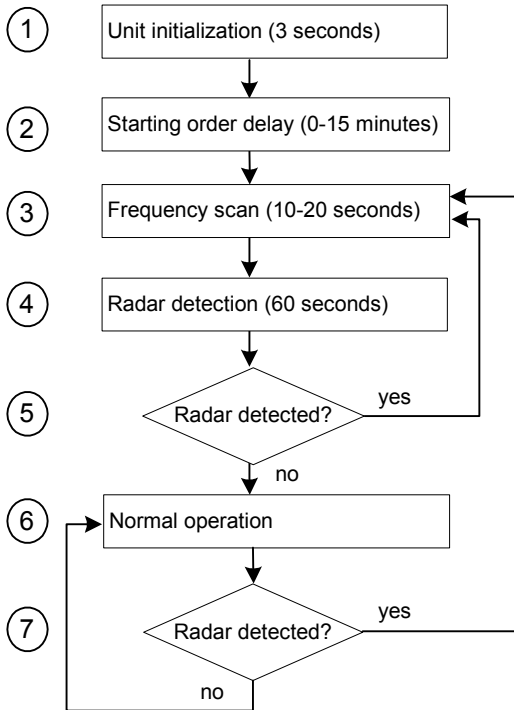 1
Unit initialization (3 seconds)
2
Starting order delay (0-15 minutes)
3
Frequency scan (10-20 seconds)
4
Radar detection (60 seconds)
5
Radar detected?
yes
no
6
Normal operation
7
Radar detected?
yes
no